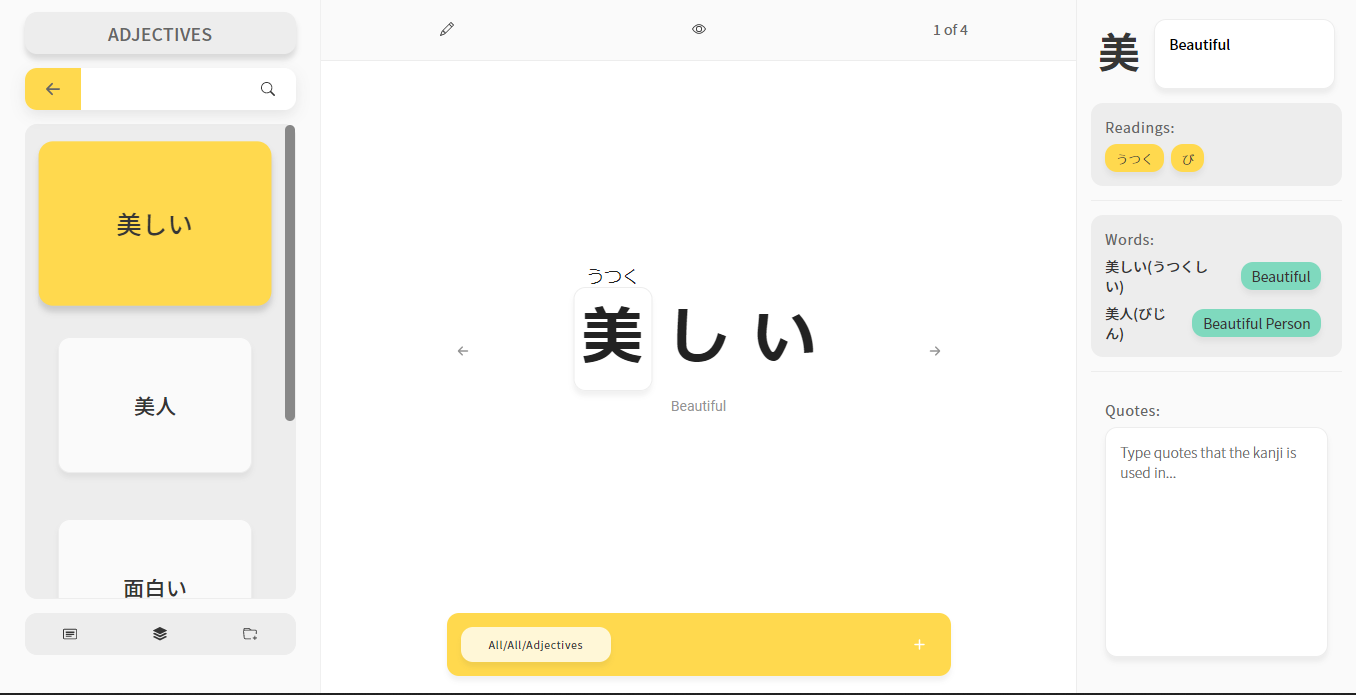 ADJECTIVES
美しい
美人
面白い
1 of 4
うつく
美しい
Beautiful
All/All/Adjectives
美
Beautiful
Readings:
うつく
び
Words:
美しい(うつくし
い)
Beautiful
美人(びじ
ん)
Beautiful Person
Quotes:
Type quotes that the kanji is
used in...